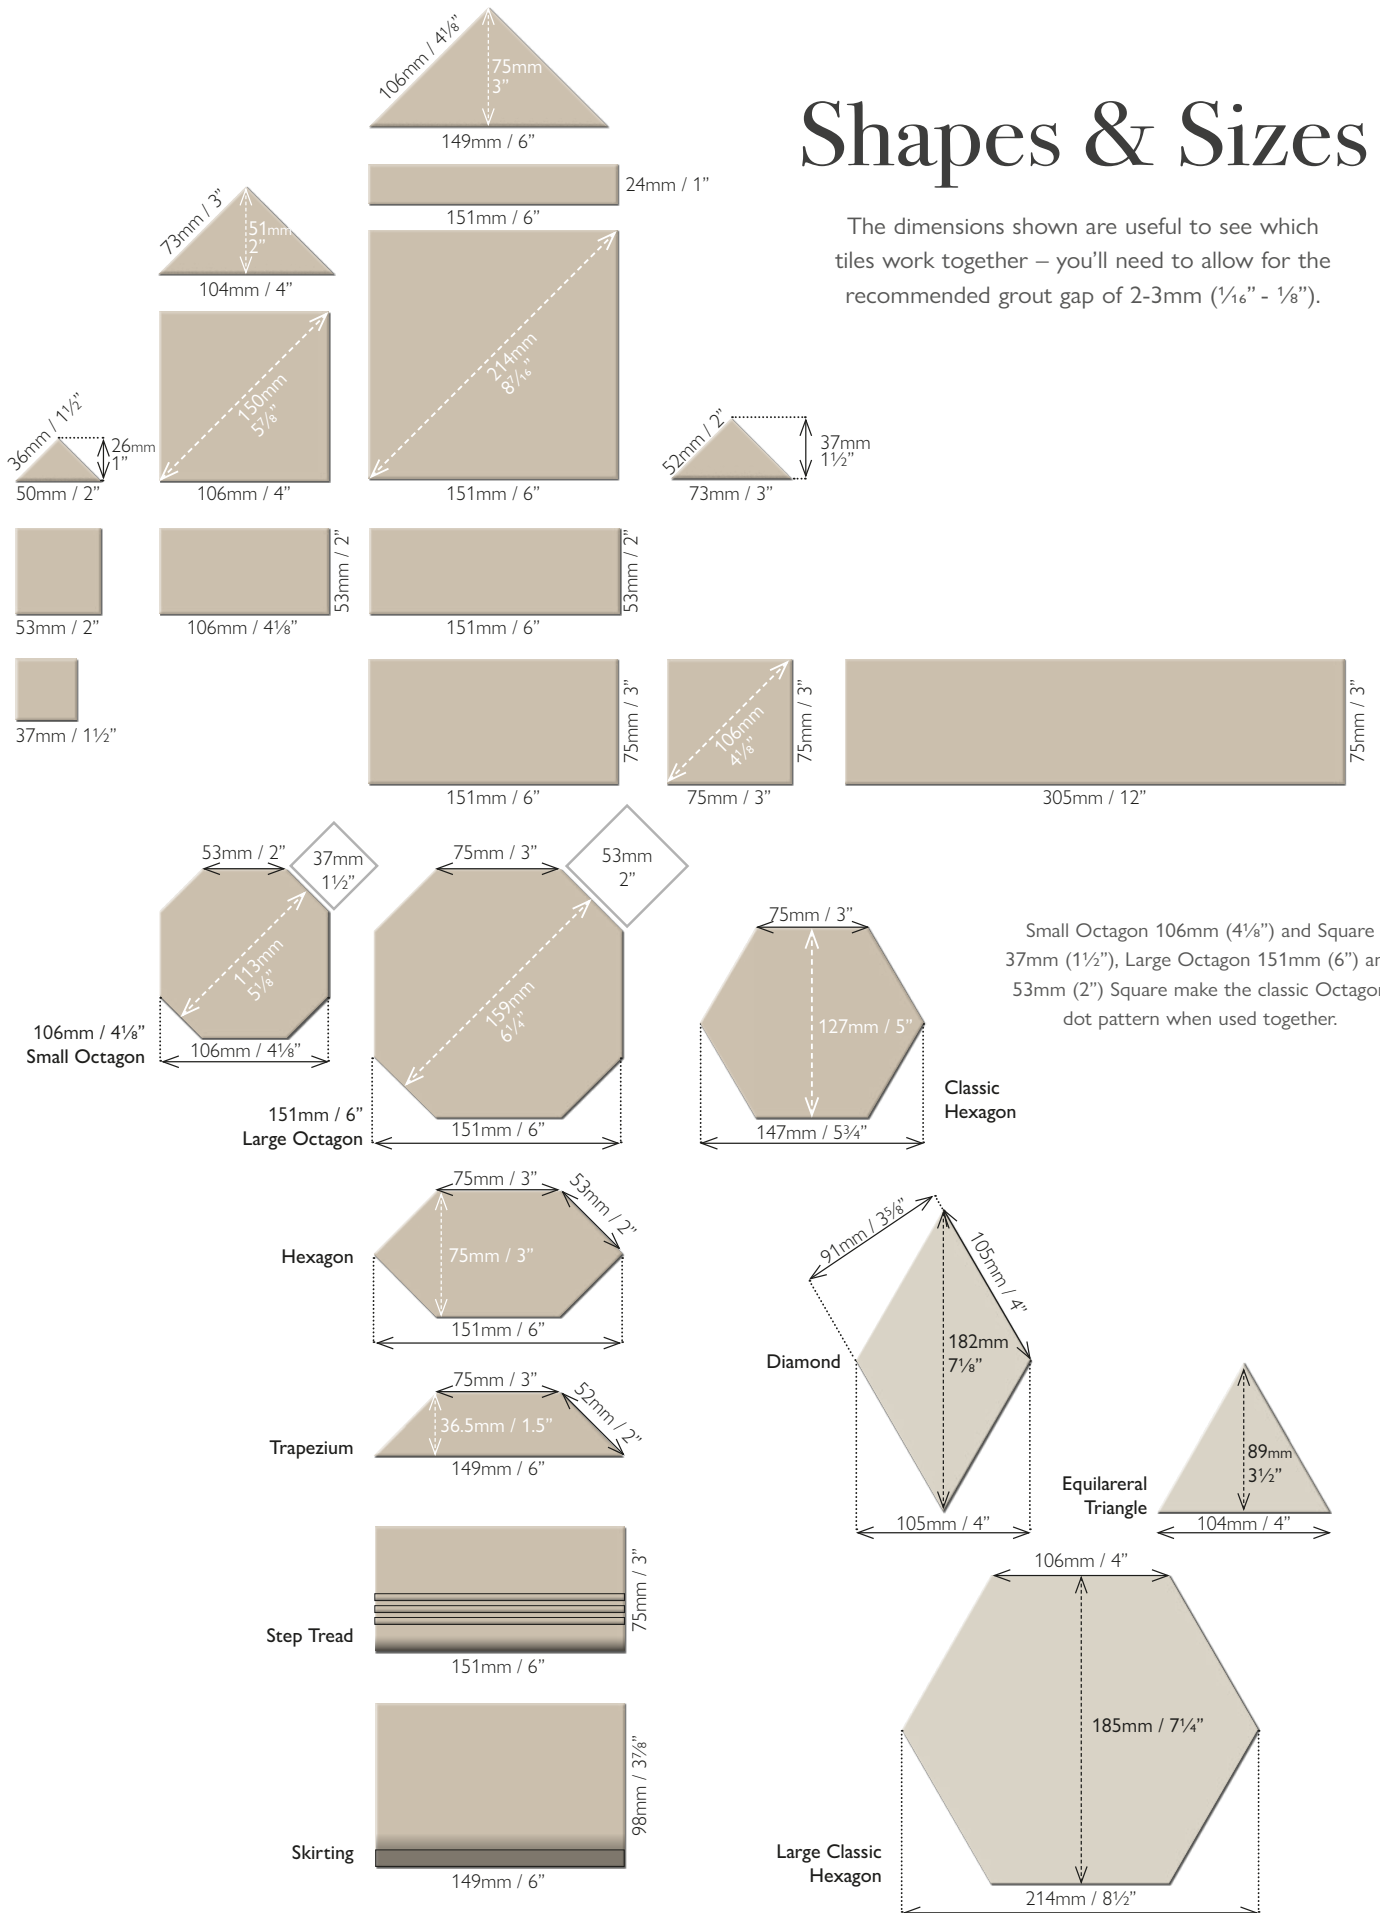 Shapes & Sizes
The dimensions shown are useful to see which
tiles work together – you’ll need to allow for the
recommended grout gap of 2-3mm (¹⁄₁₆” - ⅛”).
106mm / 4⅛”
75mm
3”
149mm / 6”
24mm / 1”
151mm / 6”
73mm / 3”
51mm
2”
104mm / 4”
150mm
5⅞”
106mm / 4”
214mm
8⁷⁄₁₆”
151mm / 6”
36mm / 1½”
26mm
1”
50mm / 2”
52mm / 2”
37mm
1½”
73mm / 3”
53mm / 2”
53mm / 2”
106mm / 4⅛”
53mm / 2”
151mm / 6”
37mm / 1½”
75mm / 3”
151mm / 6”
106mm
4⅛”
75mm / 3”
75mm / 3”
75mm / 3”
305mm / 12”
53mm / 2”
37mm
1½”
113mm
5⅛”
106mm / 4⅛”
Small Octagon
106mm / 4⅛”
75mm / 3”
53mm
2”
159mm
6¼”
151mm / 6”
Large Octagon
151mm / 6”
75mm / 3”
127mm / 5”
Classic
Hexagon
147mm / 5¾”
Small Octagon 106mm (4⅛”) and Square
37mm (1½”), Large Octagon 151mm (6”) an
53mm (2”) Square make the classic Octagon
dot pattern when used together.
75mm / 3”
53mm / 2”
Hexagon
75mm / 3”
151mm / 6”
91mm / 3⅝”
105mm / 4”
182mm
7⅛”
Diamond
105mm / 4”
75mm / 3”
52mm / 2”
36.5mm / 1.5”
Trapezium
149mm / 6”
89mm
3½”
Equilareral
Triangle
104mm / 4”
75mm / 3”
Step Tread
151mm / 6”
106mm / 4”
185mm / 7¼”
Large Classic
Hexagon
214mm / 8½”
98mm / 3⅞”
Skirting
149mm / 6”